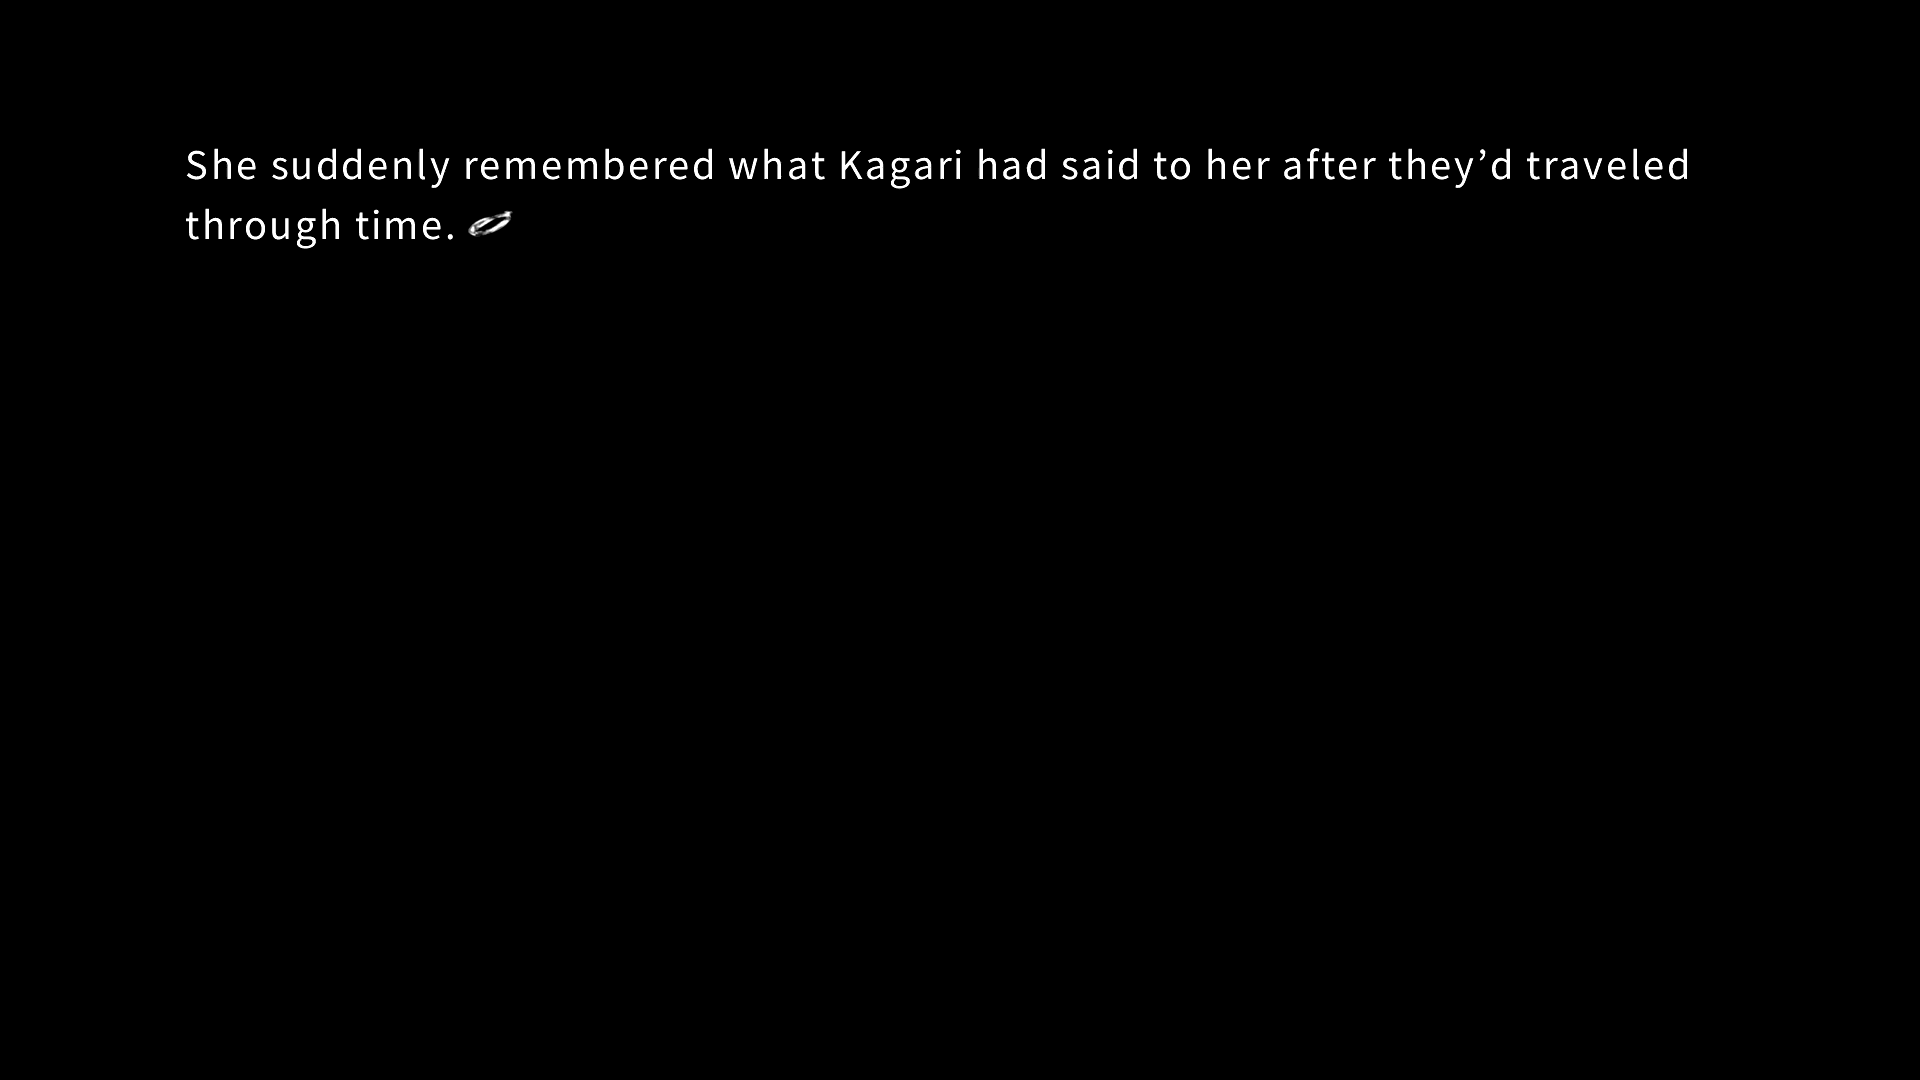 She suddenly remembered what Kagari had said to her after they’d traveled
through time.